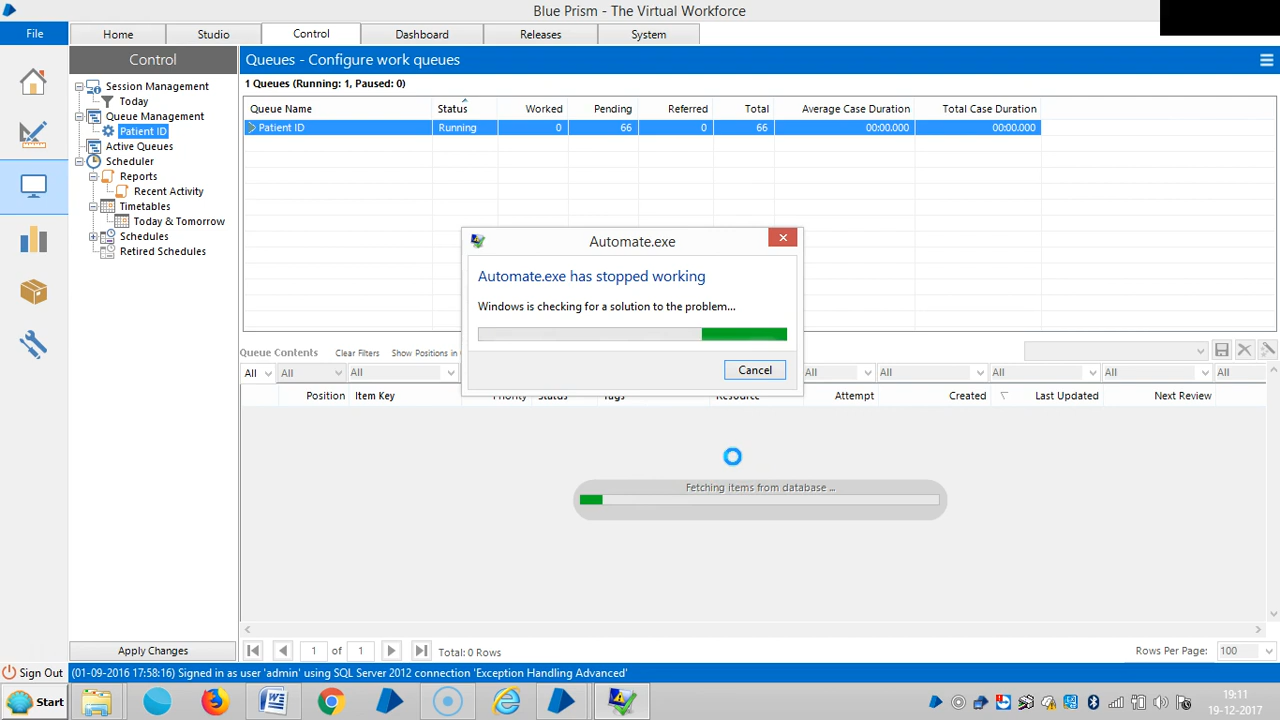 Blue Prism - The Virtual Workforce
File Home Studio Control Dashboard Releases System
Control
Queues - Configure work queues
Session Management
Today
Queue Management
Patient ID
Active Queues
Scheduler
Reports
Recent Activity
Timetables
Today & Tomorrow
Schedules
Retired Schedules
1 Queues (Running: 1, Paused: 0)
Queue Name Status Worked Pending Referred Total Average Case Duration Total Case Duration
Patient ID Running 0 66 0 66 00:00.000 00:00.000
Automate.exe
Automate.exe has stopped working
Windows is checking for a solution to the problem...
Cancel
Queue Contents Clear Filters Show Positions in
All All All All All All All All
Position Item Key Priority Status Tags Resource Attempt Created Last Updated Next Review
Fetching items from database ...
Apply Changes
1 of 1 Total: 0 Rows Rows Per Page: 100
Sign Out (01-09-2016 17:58:16) Signed in as user 'admin' using SQL Server 2012 connection 'Exception Handling Advanced'
Start
19:11
19-12-2017